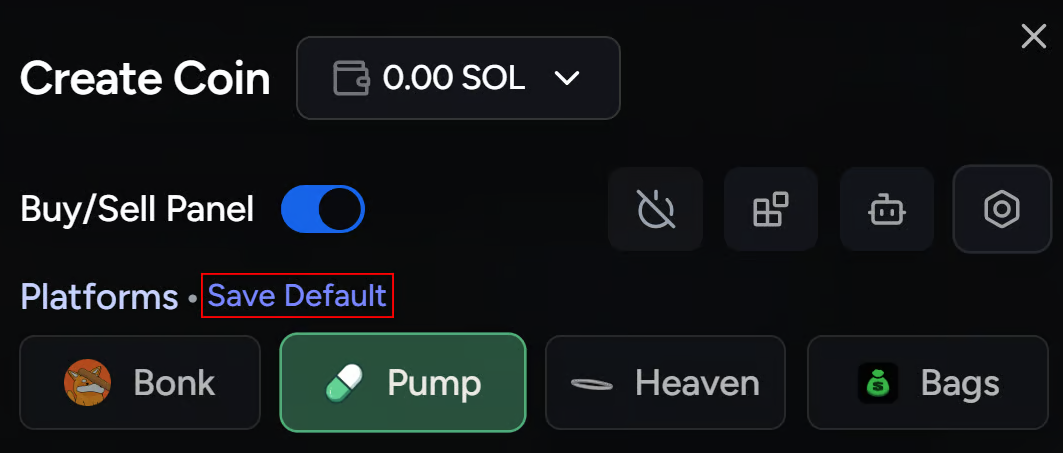 Create Coin
0.00 SOL
Buy/Sell Panel
Platforms • Save Default
Bonk
Pump
Heaven
Bags